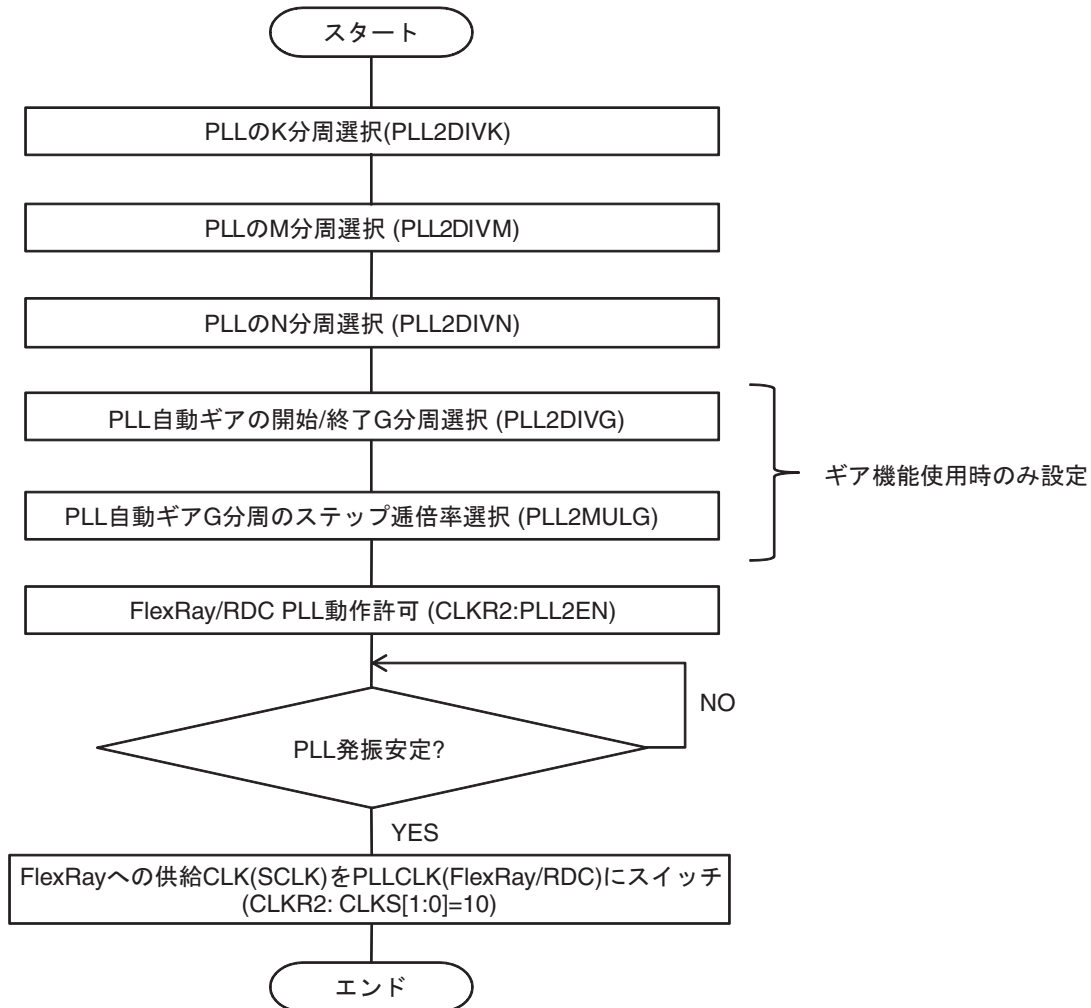 スタート
PLLのK分周選択(PLL2DIVK)
PLLのM分周選択 (PLL2DIVM)
PLLのN分周選択 (PLL2DIVN)
PLL自動ギアの開始/終了G分周選択 (PLL2DIVG)
ギア機能使用時のみ設定
PLL自動ギアG分周のステップ逓倍率選択 (PLL2MULG)
FlexRay/RDC PLL動作許可 (CLKR2:PLL2EN)
NO
PLL発振安定?
YES
FlexRayへの供給CLK(SCLK)をPLLCLK(FlexRay/RDC)にスイッチ
(CLKR2: CLKS[1:0]=10)
エンド